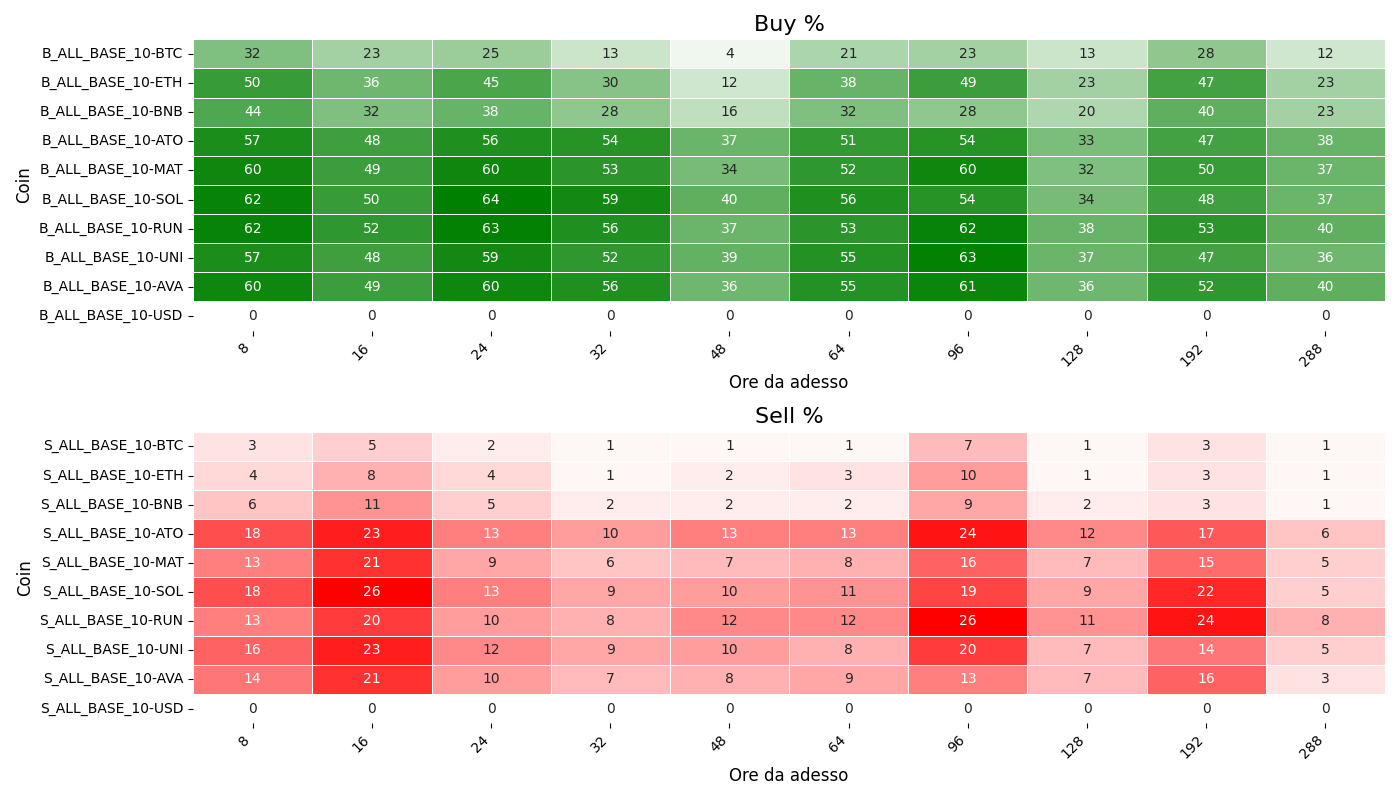 Buy %
B_ALL_BASE_10-BTC 32 23 25 13 4 21 23 13 28 12
B_ALL_BASE_10-ETH 50 36 45 30 12 38 49 23 47 23
B_ALL_BASE_10-BNB 44 32 38 28 16 32 28 20 40 23
B_ALL_BASE_10-ATO 57 48 56 54 37 51 54 33 47 38
B_ALL_BASE_10-MAT 60 49 60 53 34 52 60 32 50 37
B_ALL_BASE_10-SOL 62 50 64 59 40 56 54 34 48 37
B_ALL_BASE_10-RUN 62 52 63 56 37 53 62 38 53 40
B_ALL_BASE_10-UNI 57 48 59 52 39 55 63 37 47 36
B_ALL_BASE_10-AVA 60 49 60 56 36 55 61 36 52 40
B_ALL_BASE_10-USD 0 0 0 0 0 0 0 0 0 0
Coin
8 16 24 32 48 64 96 128 192 288
Ore da adesso
Sell %
S_ALL_BASE_10-BTC 3 5 2 1 1 1 7 1 3 1
S_ALL_BASE_10-ETH 4 8 4 1 2 3 10 1 3 1
S_ALL_BASE_10-BNB 6 11 5 2 2 2 9 2 3 1
S_ALL_BASE_10-ATO 18 23 13 10 13 13 24 12 17 6
S_ALL_BASE_10-MAT 13 21 9 6 7 8 16 7 15 5
S_ALL_BASE_10-SOL 18 26 13 9 10 11 19 9 22 5
S_ALL_BASE_10-RUN 13 20 10 8 12 12 26 11 24 8
S_ALL_BASE_10-UNI 16 23 12 9 10 8 20 7 14 5
S_ALL_BASE_10-AVA 14 21 10 7 8 9 13 7 16 3
S_ALL_BASE_10-USD 0 0 0 0 0 0 0 0 0 0
Coin
8 16 24 32 48 64 96 128 192 288
Ore da adesso